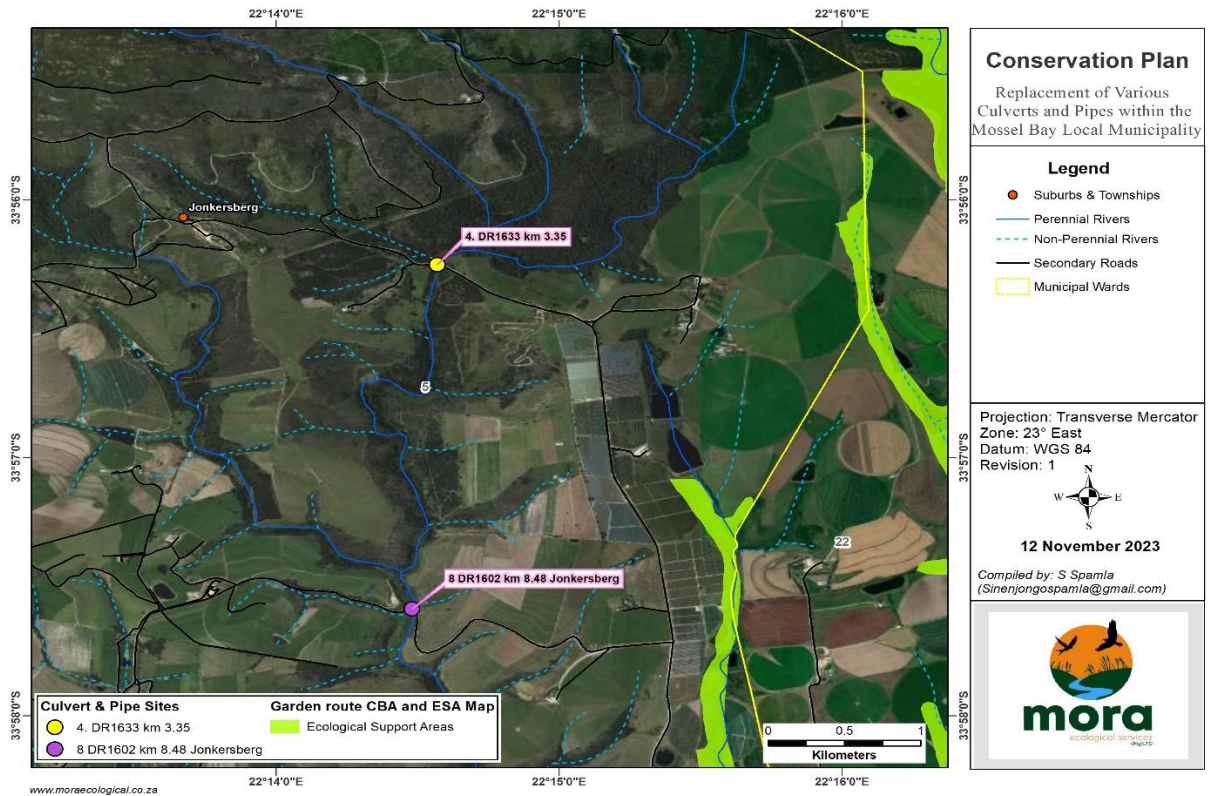 22°14'0"E
22°15'0"E
22°16'0"E
33°56'0"S
33°57'0"S
33°58'0"S
33°56'0"S
33°57'0"S
33°58'0"S
Jonkersberg
4. DR1633 km 3.35
5
22
8 DR1602 km 8.48 Jonkersberg
Culvert & Pipe Sites
4. DR1633 km 3.35
8 DR1602 km 8.48 Jonkersberg
Garden route CBA and ESA Map
Ecological Support Areas
0 0.5 1
Kilometers
22°14'0"E
22°15'0"E
22°16'0"E
www.moraecological.co.za
Conservation Plan
Replacement of Various
Culverts and Pipes within the
Mossel Bay Local Municipality
Legend
Suburbs & Townships
Perennial Rivers
Non-Perennial Rivers
Secondary Roads
Municipal Wards
Projection: Transverse Mercator
Zone: 23° East
Datum: WGS 84
Revision: 1
N
W E
S
12 November 2023
Compiled by: S Spamla
(Sinenjongospamla@gmail.com)
mora
ecological services
(Pty)LTD